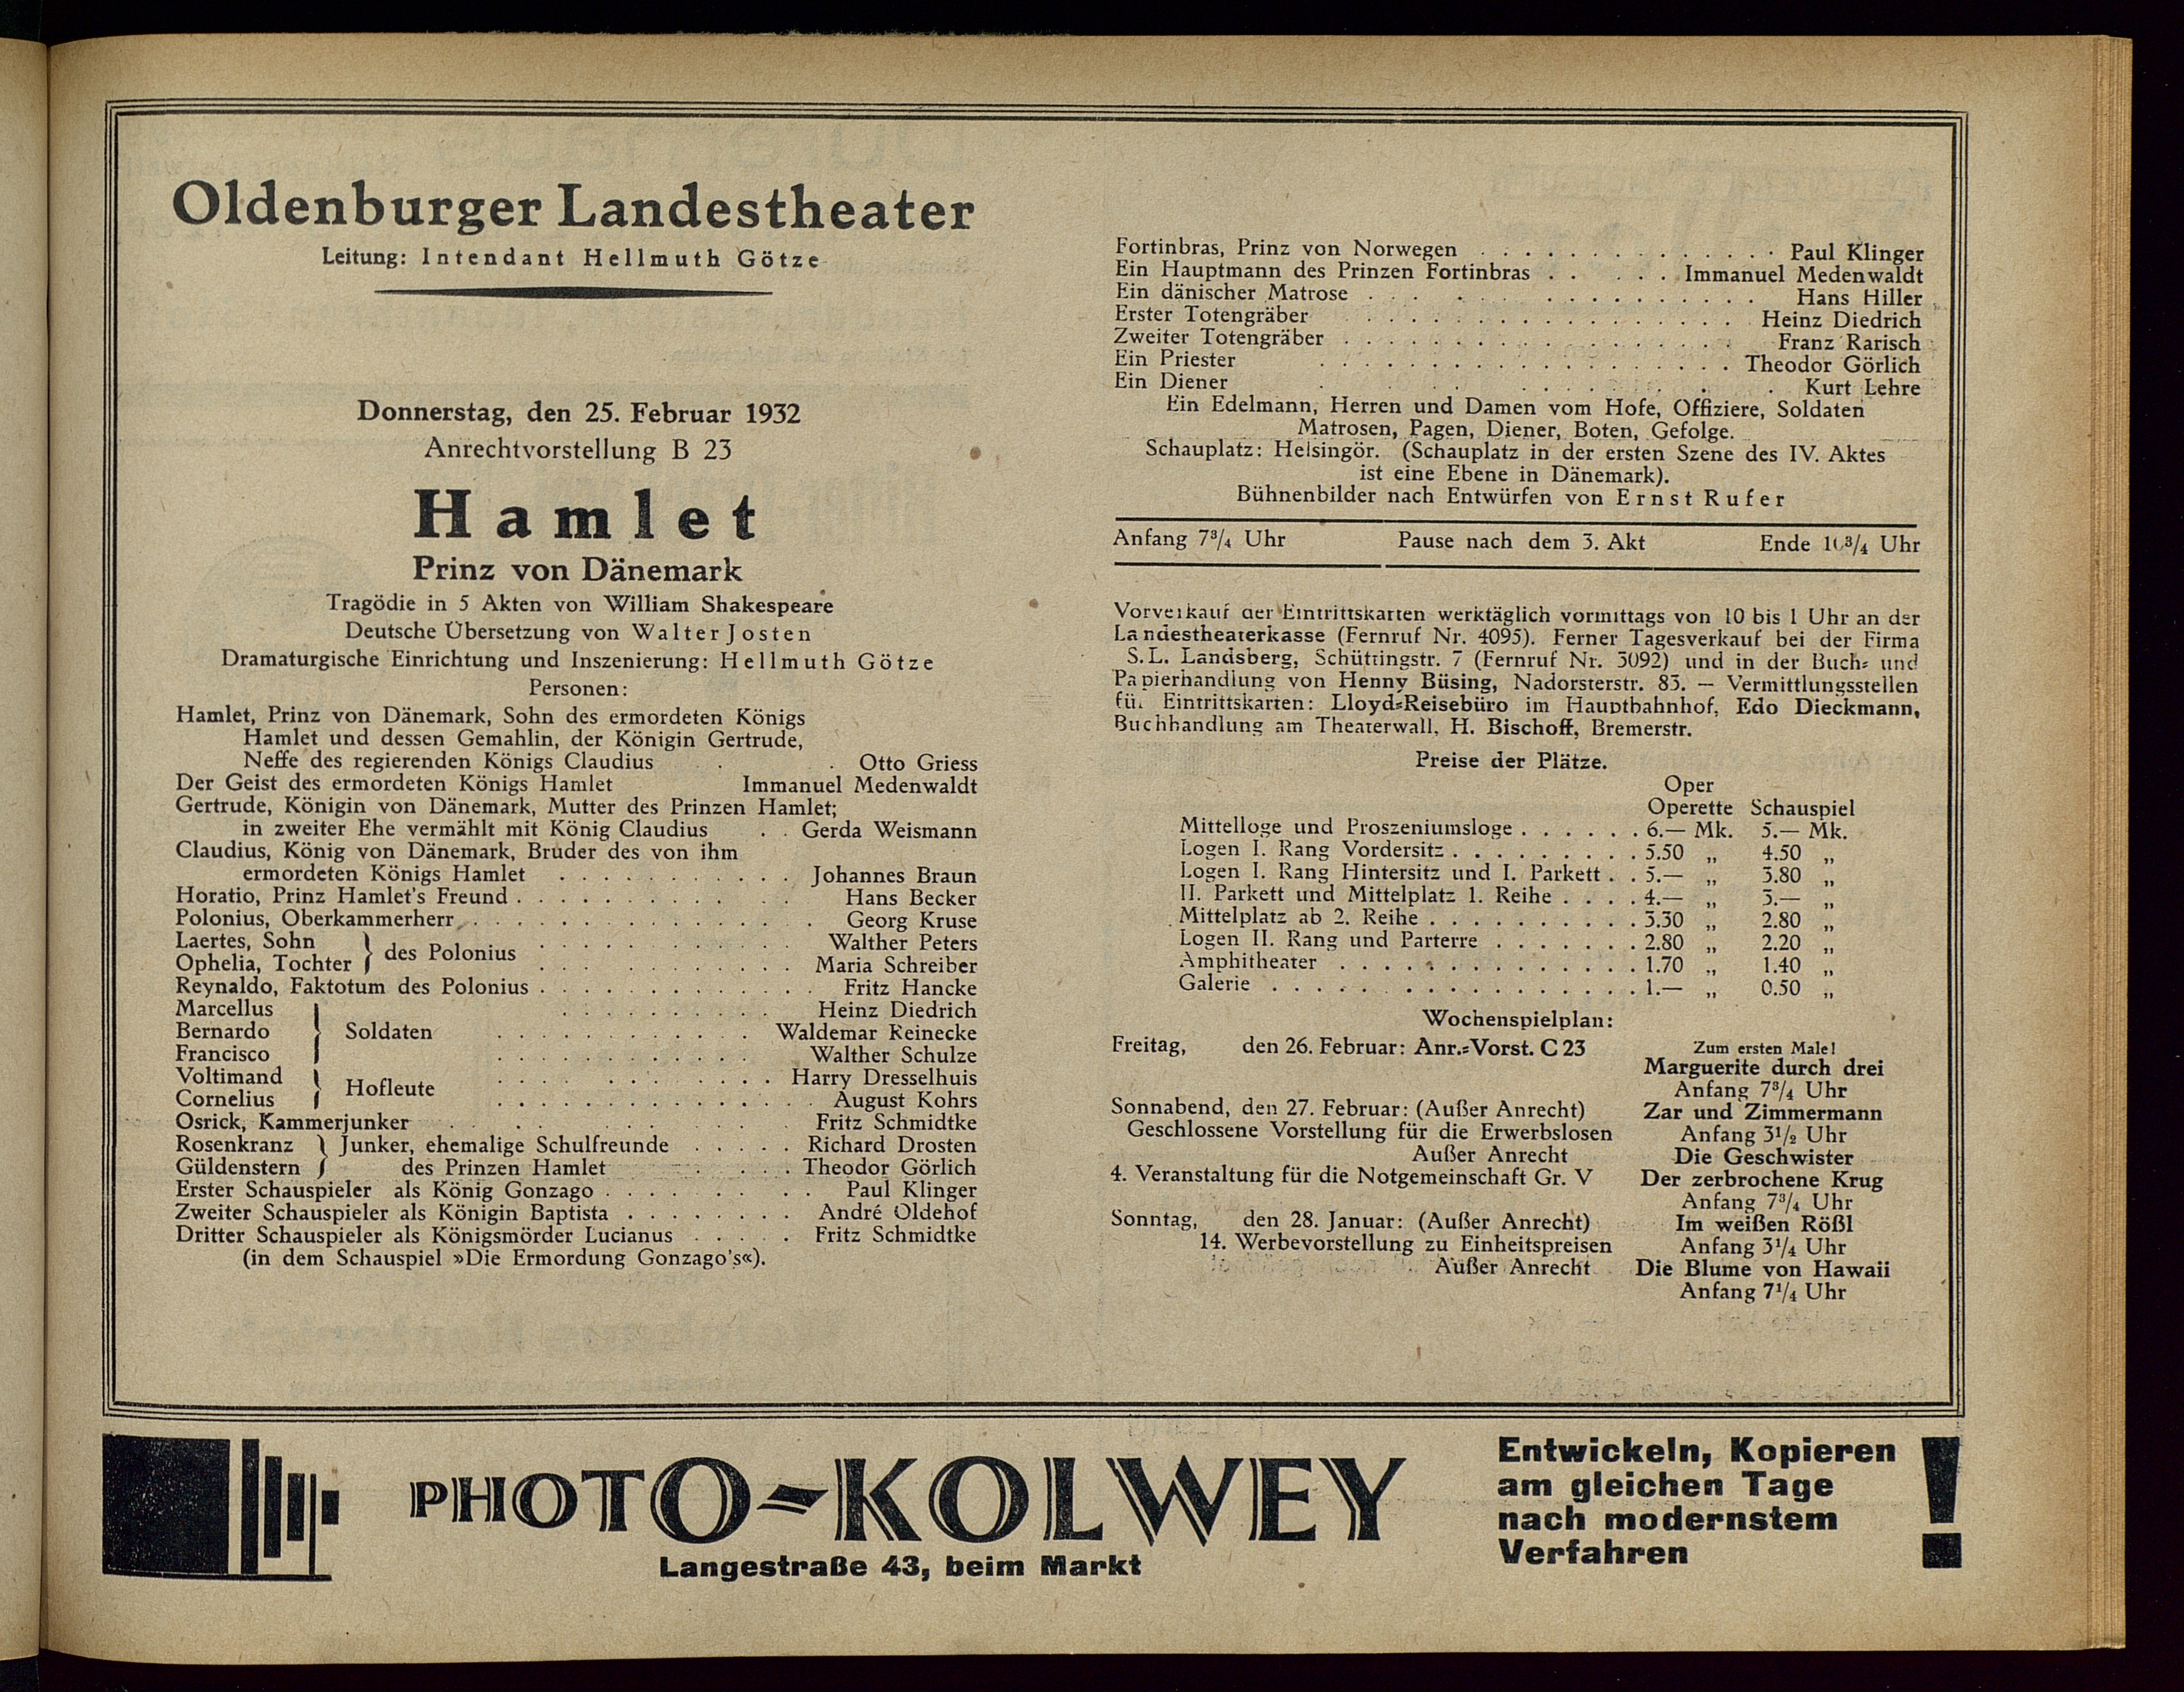 Oldenburger Landestheater
Leitung: Intendant Hellmuth Götze
Donnerstag, den 25. Februar 1932
Anrechtvorstellung B 23
Hamlet
Prinz von Dänemark
Tragödie in 5 Akten von William Shakespeare
Deutsche Übersetzung von Walter Josten
Dramaturgische Einrichtung und Inszenierung: Hellmuth Götze
Personen:
Hamlet, Prinz von Dänemark, Sohn des ermordeten Königs
Hamlet und dessen Gemahlin, der Königin Gertrude,
Neffe des regierenden Königs Claudius . . Otto Griess
Der Geist des ermordeten Königs Hamlet Immanuel Medenwaldt
Gertrude, Königin von Dänemark, Mutter des Prinzen Hamlet;
in zweiter Ehe vermählt mit König Claudius . . Gerda Weismann
Claudius, König von Dänemark, Bruder des von ihm
ermordeten Königs Hamlet . . . . . . . . . . . Johannes Braun
Horatio, Prinz Hamlet's Freund . . . . . . . . . . Hans Becker
Polonius, Oberkammerherr . . . . . . . . . . . . Georg Kruse
Laertes, Sohn } des Polonius . . . . . . . . . Walther Peters
Ophelia, Tochter } . . . . . . . . . Maria Schreiber
Reynaldo, Faktotum des Polonius . . . . . . . . . . Fritz Hancke
Marcellus } . . . . . . . . Heinz Diedrich
Bernardo } Soldaten . . . . . . . . . Waldemar Reinecke
Francisco } . . . . . . . . . Walther Schulze
Voltimand } Hofleute . . . . . . . . . . Harry Dresselhuis
Cornelius } . . . . . . . . . . . August Kohrs
Osrick, Kammerjunker . . . . . . . . . Fritz Schmidtke
Rosenkranz } Junker, ehemalige Schulfreunde . . . . . Richard Drosten
Güldenstern } des Prinzen Hamlet . . . . Theodor Görlich
Erster Schauspieler als König Gonzago . . . . . . . Paul Klinger
Zweiter Schauspieler als Königin Baptista . . . . . . . André Oldehof
Dritter Schauspieler als Königsmörder Lucianus . . . . . Fritz Schmidtke
(in dem Schauspiel »Die Ermordung Gonzago's«).
Fortinbras, Prinz von Norwegen . . . . . . . . . . . Paul Klinger
Ein Hauptmann des Prinzen Fortinbras . . . . . Immanuel Medenwaldt
Ein dänischer Matrose . . . . . . . . . . . . . Hans Hiller
Erster Totengräber . . . . . . . . . . . . . Heinz Diedrich
Zweiter Totengräber . . . . . . . . . . . . . . Franz Rarisch
Ein Priester . . . . . . . . . . . . . . Theodor Görlich
Ein Diener . . . . . . . . . . . Kurt Lehre
Ein Edelmann, Herren und Damen vom Hofe, Offiziere, Soldaten
Matrosen, Pagen, Diener, Boten, Gefolge.
Schauplatz: Helsingör. (Schauplatz in der ersten Szene des IV. Aktes
ist eine Ebene in Dänemark).
Bühnenbilder nach Entwürfen von Ernst Rufer
Anfang 7¾ Uhr Pause nach dem 3. Akt Ende 10¾ Uhr
Vorverkauf der Eintrittskarten werktäglich vormittags von 10 bis 1 Uhr an der
Landestheaterkasse (Fernruf Nr. 4095). Ferner Tagesverkauf bei der Firma
S. L. Landsberg, Schüttingstr. 7 (Fernruf Nr. 3092) und in der Buch- und
Papierhandlung von Henny Büsing, Nadorsterstr. 83. — Vermittlungsstellen
für Eintrittskarten: Lloyd-Reisebüro im Hauptbahnhof, Edo Dieckmann,
Buchhandlung am Theaterwall, H. Bischoff, Bremerstr.
Preise der Plätze.
Oper
Operette Schauspiel
Mittelloge und Proszeniumsloge . . . . . . 6.— Mk. 5.— Mk.
Logen I. Rang Vordersitz . . . . . . . . . 5.50 „ 4.50 „
Logen I. Rang Hintersitz und I. Parkett . . 5.— „ 3.80 „
II. Parkett und Mittelplatz 1. Reihe . . . . 4.— „ 3.— „
Mittelplatz ab 2. Reihe . . . . . . . . . . 3.30 „ 2.80 „
Logen II. Rang und Parterre . . . . . . . 2.80 „ 2.20 „
Amphitheater . . . . . . . . . . . . . . 1.70 „ 1.40 „
Galerie . . . . . . . . . . . . . . . . 1.— „ 0.50 „
Wochenspielplan:
Freitag, den 26. Februar: Anr.-Vorst. C 23 Zum ersten Male!
Marguerite durch drei
Anfang 7¾ Uhr
Sonnabend, den 27. Februar: (Außer Anrecht) Zar und Zimmermann
Geschlossene Vorstellung für die Erwerbslosen Anfang 3½ Uhr
Außer Anrecht Die Geschwister
4. Veranstaltung für die Notgemeinschaft Gr. V Der zerbrochene Krug
Anfang 7¾ Uhr
Sonntag, den 28. Januar: (Außer Anrecht) Im weißen Rößl
14. Werbevorstellung zu Einheitspreisen Anfang 3¼ Uhr
Außer Anrecht Die Blume von Hawaii
Anfang 7¼ Uhr
PHOTO-KOLWEY
Langestraße 43, beim Markt
Entwickeln, Kopieren
am gleichen Tage
nach modernstem
Verfahren
!